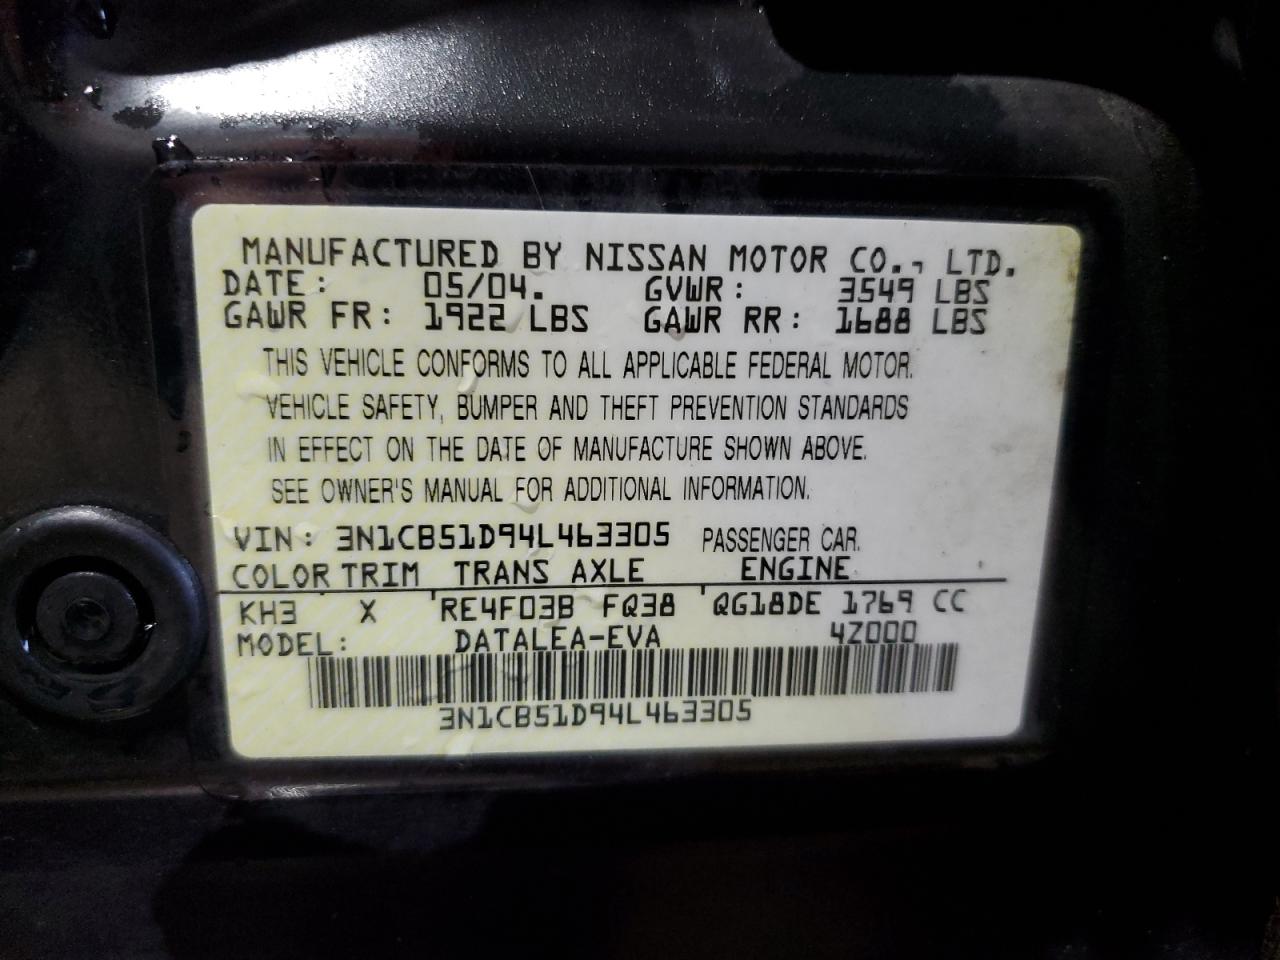 MANUFACTURED BY NISSAN MOTOR CO., LTD.
DATE: 05/04. GVWR: 3549 LBS
GAWR FR: 1922 LBS GAWR RR: 1688 LBS
THIS VEHICLE CONFORMS TO ALL APPLICABLE FEDERAL MOTOR.
VEHICLE SAFETY, BUMPER AND THEFT PREVENTION STANDARDS
IN EFFECT ON THE DATE OF MANUFACTURE SHOWN ABOVE.
SEE OWNER'S MANUAL FOR ADDITIONAL INFORMATION.
VIN: 3N1CB51D94L463305 PASSENGER CAR.
COLOR TRIM TRANS AXLE ENGINE
KH3 X RE4F03B FQ38 QG18DE 1769 CC
MODEL: DATALEA-EVA 4Z000
3N1CB51D94L463305